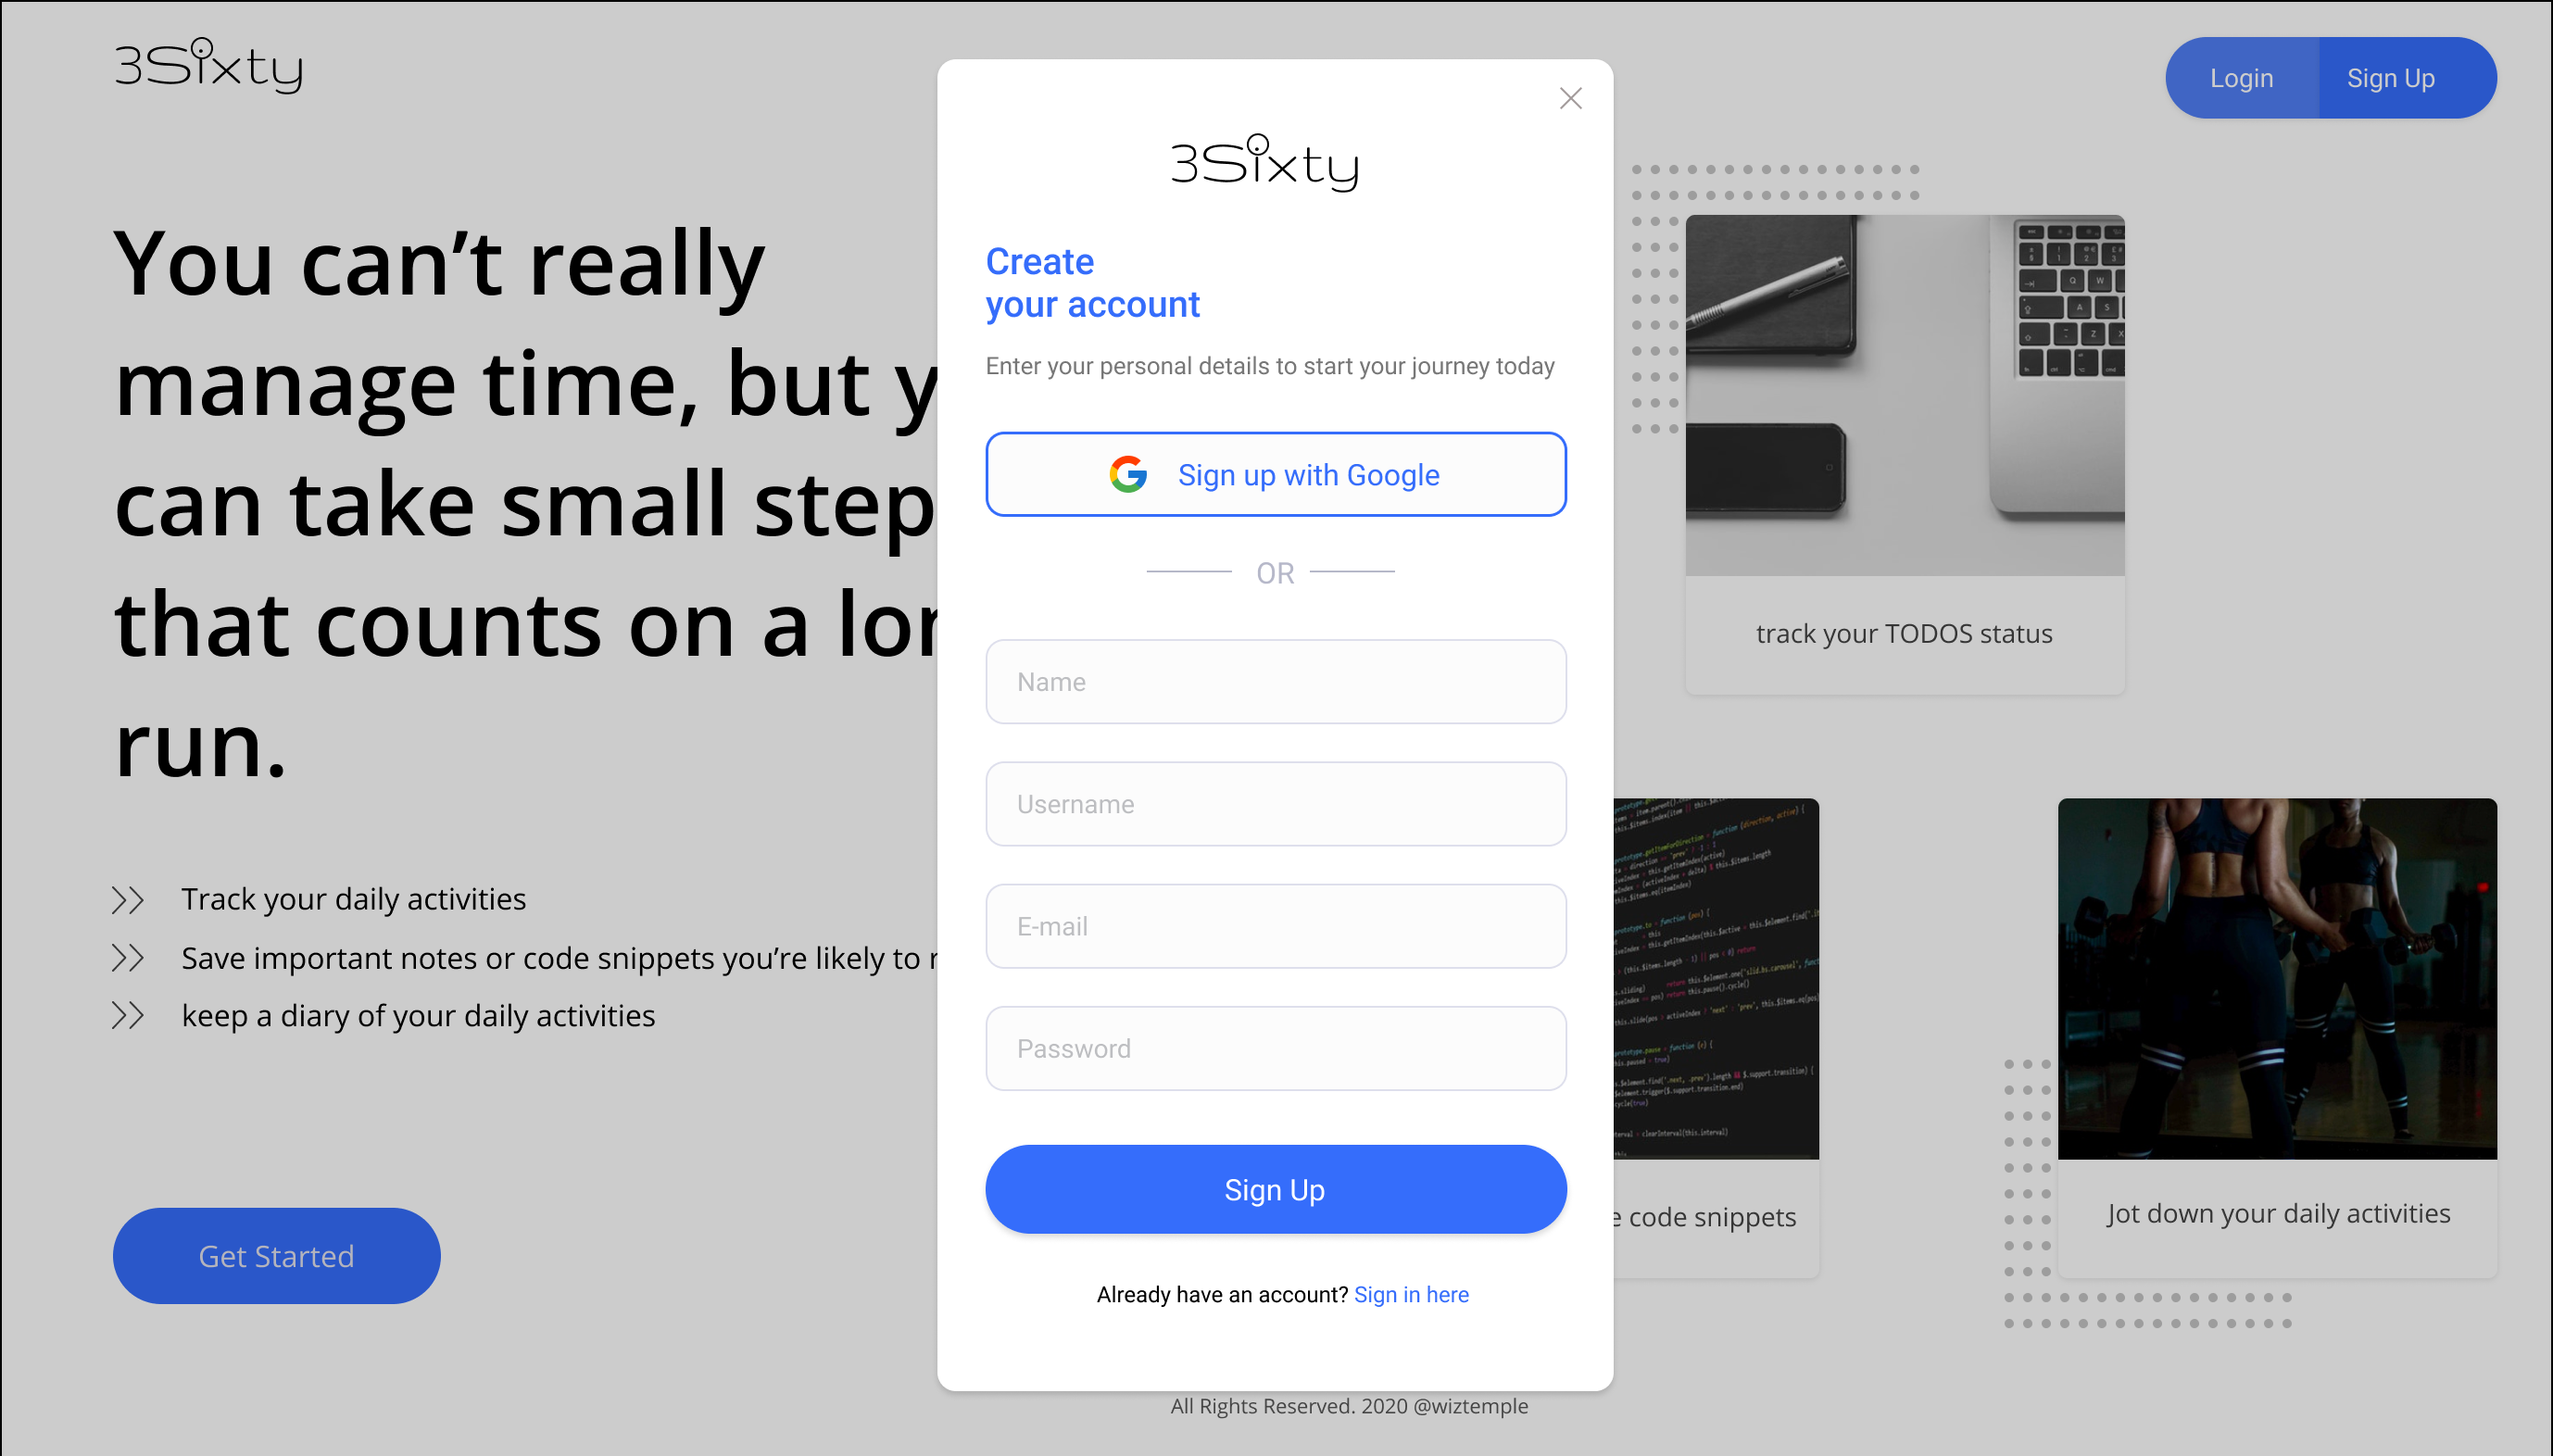 3Sixty
Login
Sign Up
You can’t really
manage time, but y
can take small step
that counts on a lon
run.
Track your daily activities
Save important notes or code snippets you’re likely to r
keep a diary of your daily activities
Get Started
3Sixty
Create
your account
Enter your personal details to start your journey today
Sign up with Google
OR
Name
Username
E-mail
Password
Sign Up
Already have an account? Sign in here
track your TODOS status
e code snippets
Jot down your daily activities
All Rights Reserved. 2020 @wiztemple